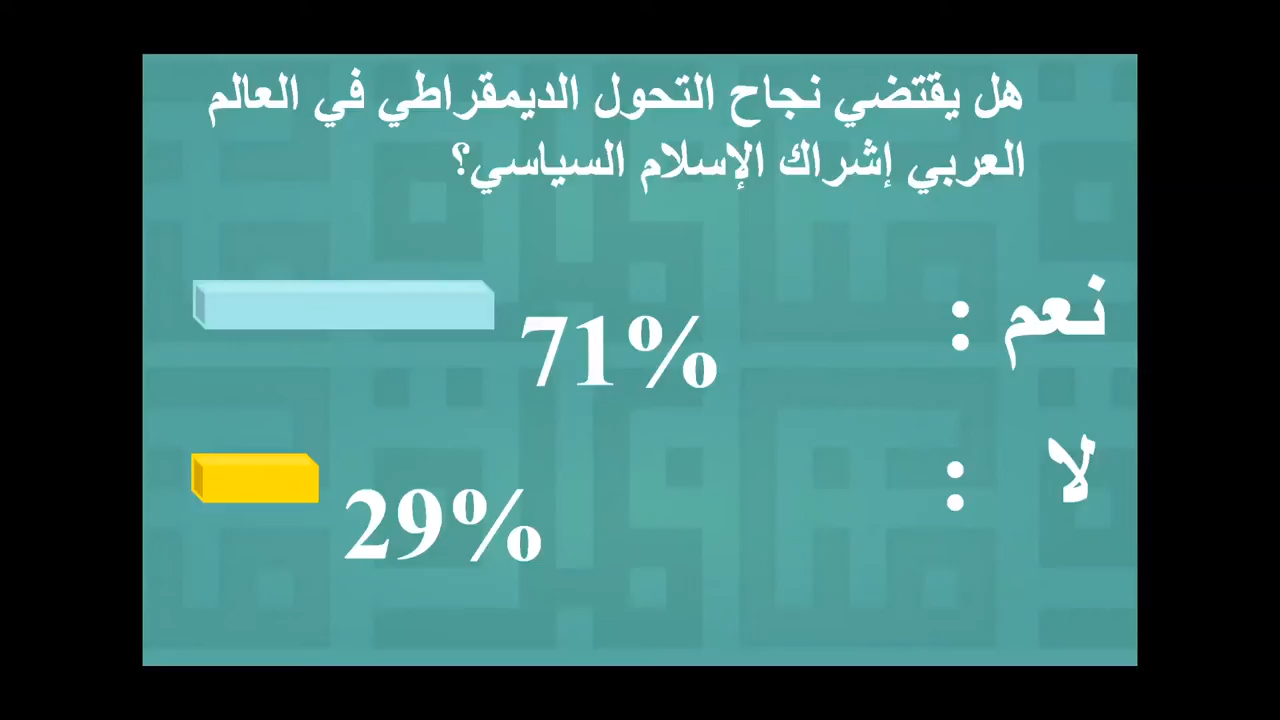 هل يقتضي نجاح التحول الديمقراطي في العالم
العربي إشراك الإسلام السياسي؟
نعم :
71%
لا :
29%